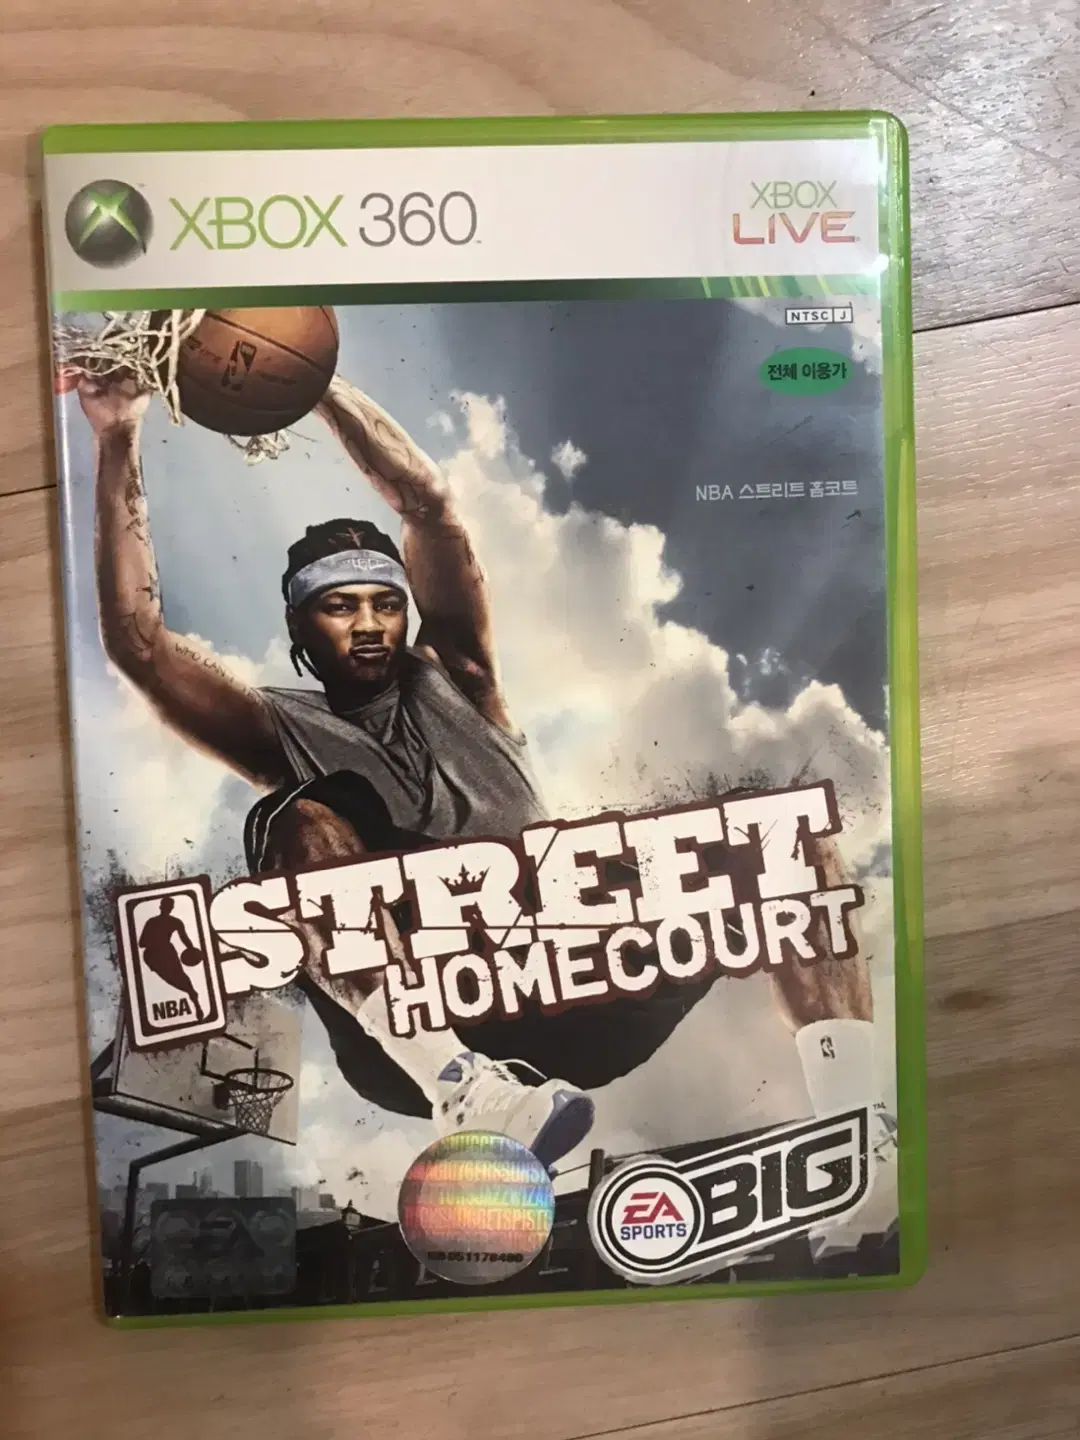 XBOX 360
XBOX
LIVE
NTSC J
전체 이용가
NBA 스트리트 홈코트
STREET
HOMECOURT
NBA
BIG
EA
SPORTS